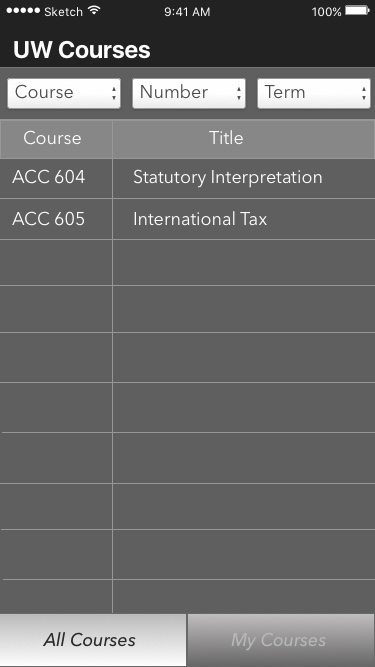 Sketch 9:41 AM 100%
UW Courses
Course Number Term
Course Title
ACC 604 Statutory Interpretation
ACC 605 International Tax
All Courses My Courses